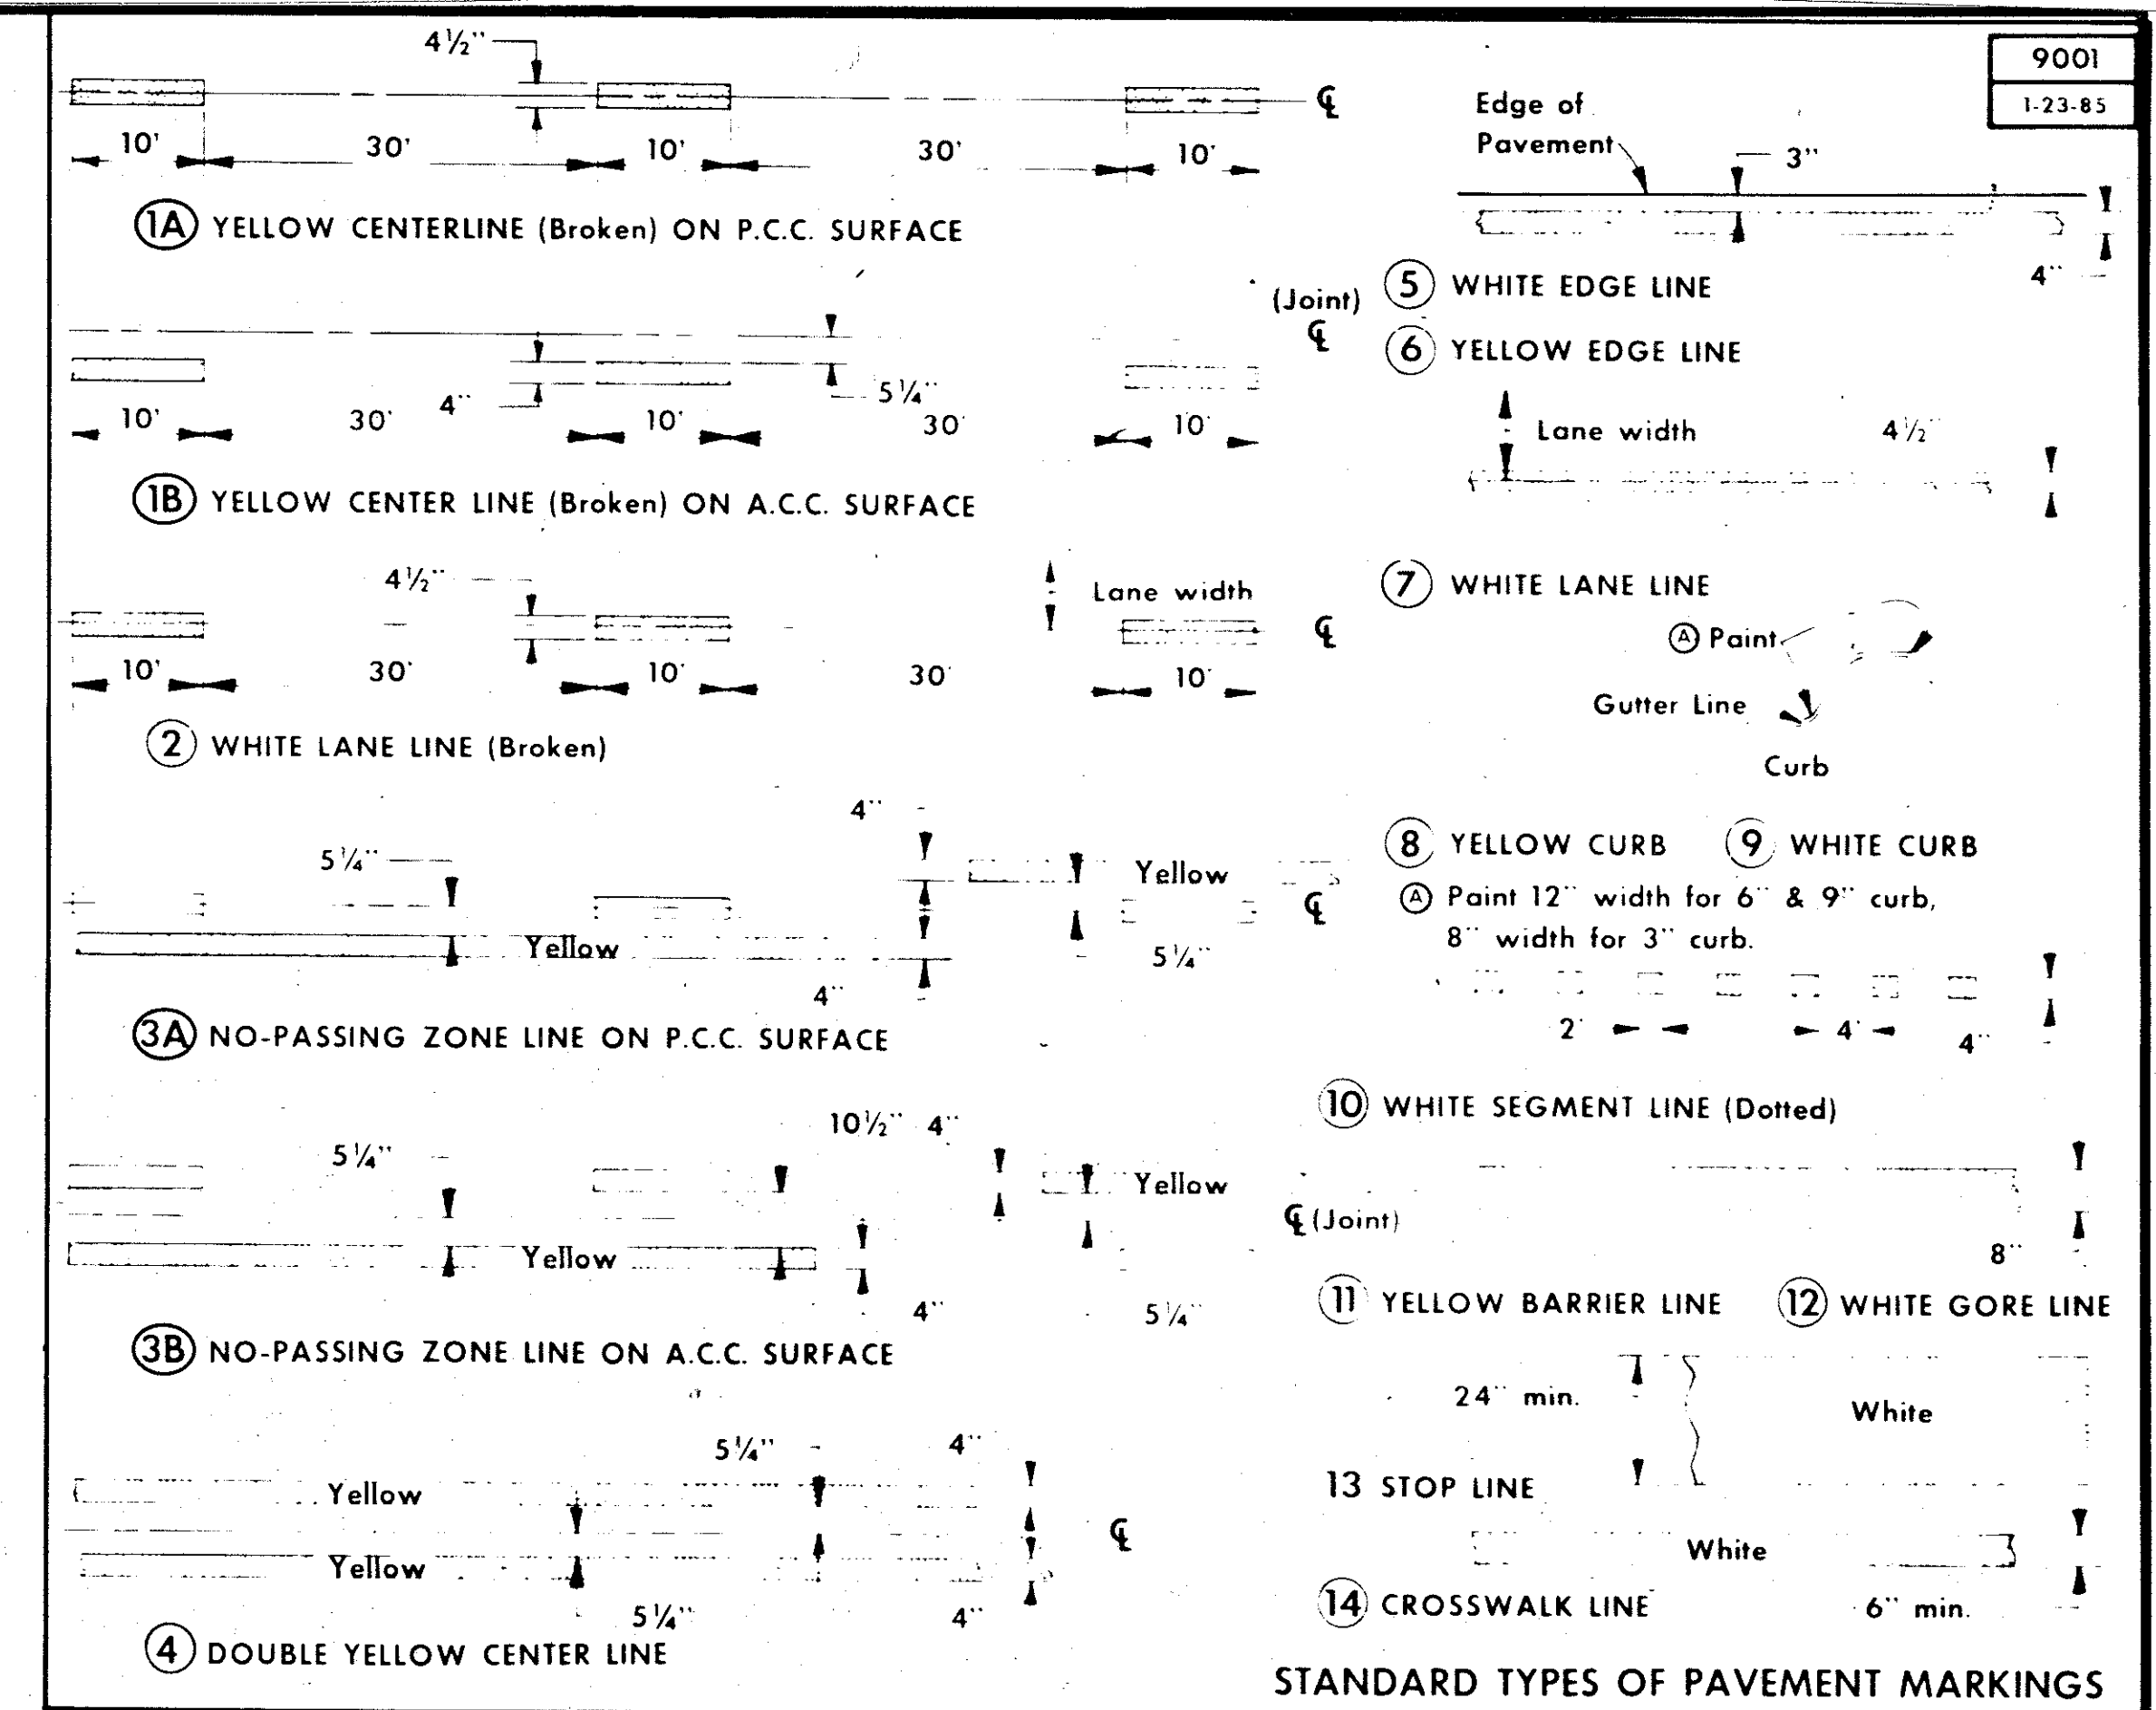 9001
1-23-85
4½"
℄
10' 30' 10' 30' 10'
1A YELLOW CENTERLINE (Broken) ON P.C.C. SURFACE
(Joint)
℄
4" 5¼"
10' 30' 10' 30' 10'
1B YELLOW CENTER LINE (Broken) ON A.C.C. SURFACE
4½" Lane width
℄
10' 30' 10' 30' 10'
2 WHITE LANE LINE (Broken)
4"
5¼"
Yellow
℄
Yellow
5¼"
4"
3A NO-PASSING ZONE LINE ON P.C.C. SURFACE
10½" 4"
5¼"
Yellow
℄ (Joint)
Yellow
4" 5¼"
3B NO-PASSING ZONE LINE ON A.C.C. SURFACE
5¼" 4"
Yellow
℄
Yellow
5¼" 4"
4 DOUBLE YELLOW CENTER LINE
Edge of
Pavement
3"
4"
5 WHITE EDGE LINE
6 YELLOW EDGE LINE
Lane width 4½"
7 WHITE LANE LINE
A Paint
Gutter Line
Curb
8 YELLOW CURB 9 WHITE CURB
A Paint 12" width for 6" & 9" curb,
8" width for 3" curb.
2' 4' 4"
10 WHITE SEGMENT LINE (Dotted)
8"
11 YELLOW BARRIER LINE 12 WHITE GORE LINE
24" min.
White
13 STOP LINE
White
14 CROSSWALK LINE 6" min.
STANDARD TYPES OF PAVEMENT MARKINGS